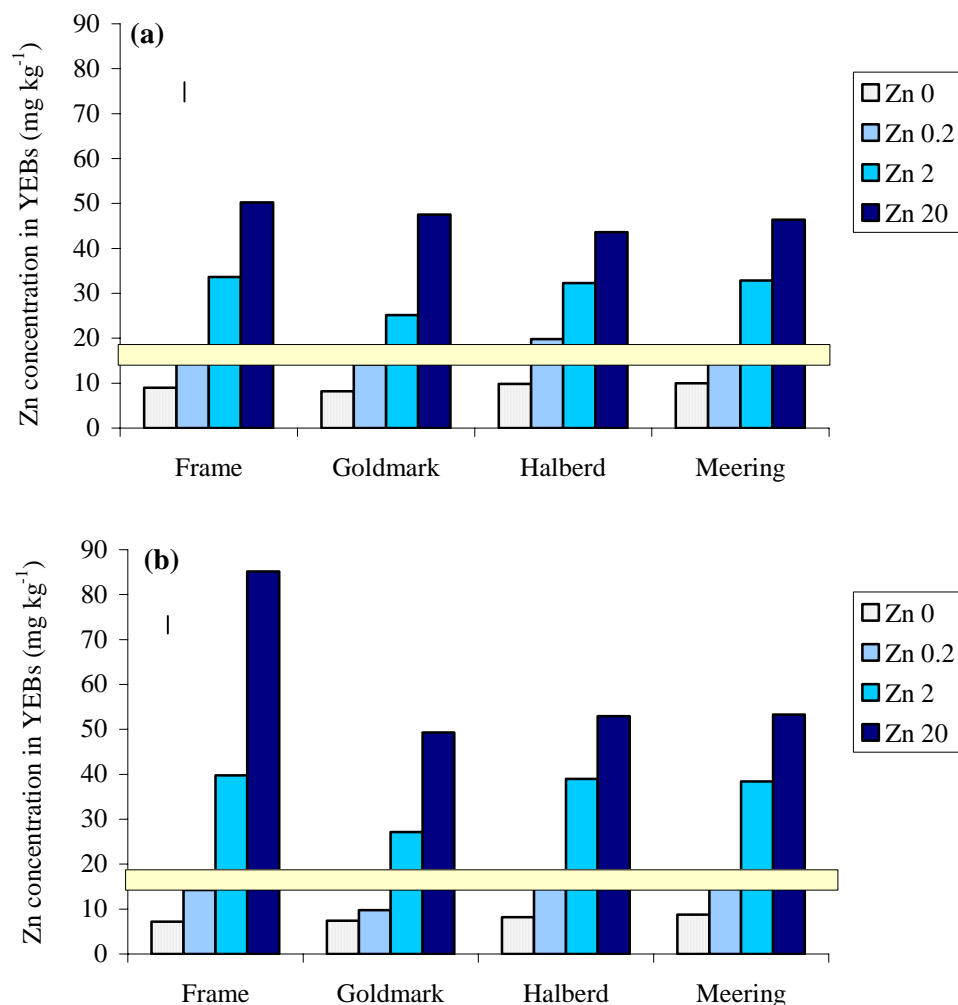 (a)
Zn concentration in YEBs (mg kg⁻¹)
90
80
70
60
50
40
30
20
10
0
Frame Goldmark Halberd Meering
Zn 0
Zn 0.2
Zn 2
Zn 20
(b)
Zn concentration in YEBs (mg kg⁻¹)
90
80
70
60
50
40
30
20
10
0
Frame Goldmark Halberd Meering
Zn 0
Zn 0.2
Zn 2
Zn 20